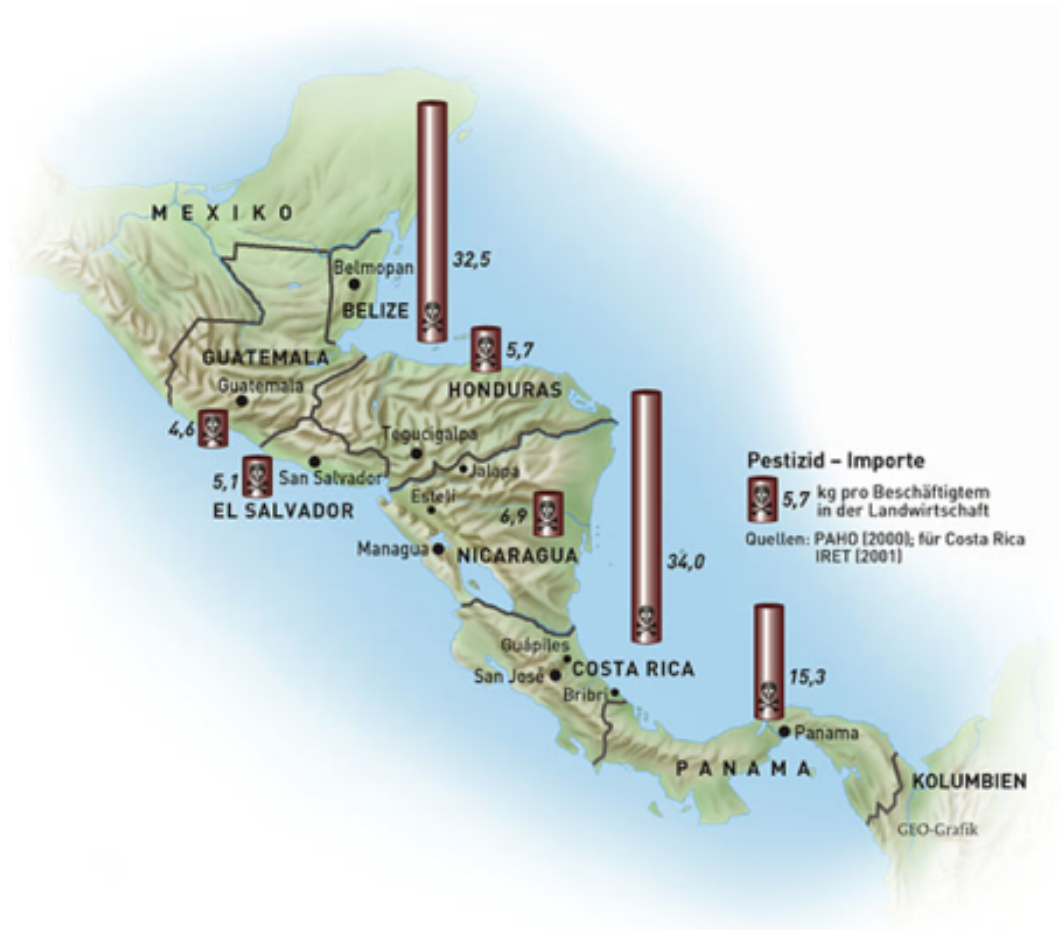 MEXIKO
Belmopan
32,5
BELIZE
GUATEMALA
5,7
Guatemala
HONDURAS
4,6
Tegucigalpa
Jalapa
5,1
San Salvador
Estelí
EL SALVADOR
6,9
Managua
NICARAGUA
34,0
Pestizid – Importe
5,7 kg pro Beschäftigtem
in der Landwirtschaft
Quellen: PAHO (2000); für Costa Rica
IRET (2001)
Guápiles
COSTA RICA
San José
Bribri
15,3
Panama
PANAMA
KOLUMBIEN
GEO-Grafik